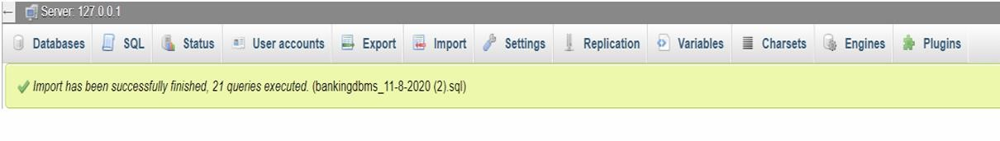 Server: 127.0.0.1
Databases SQL Status User accounts Export Import Settings Replication Variables Charsets Engines Plugins
Import has been successfully finished, 21 queries executed. (bankingdbms_11-8-2020 (2).sql)